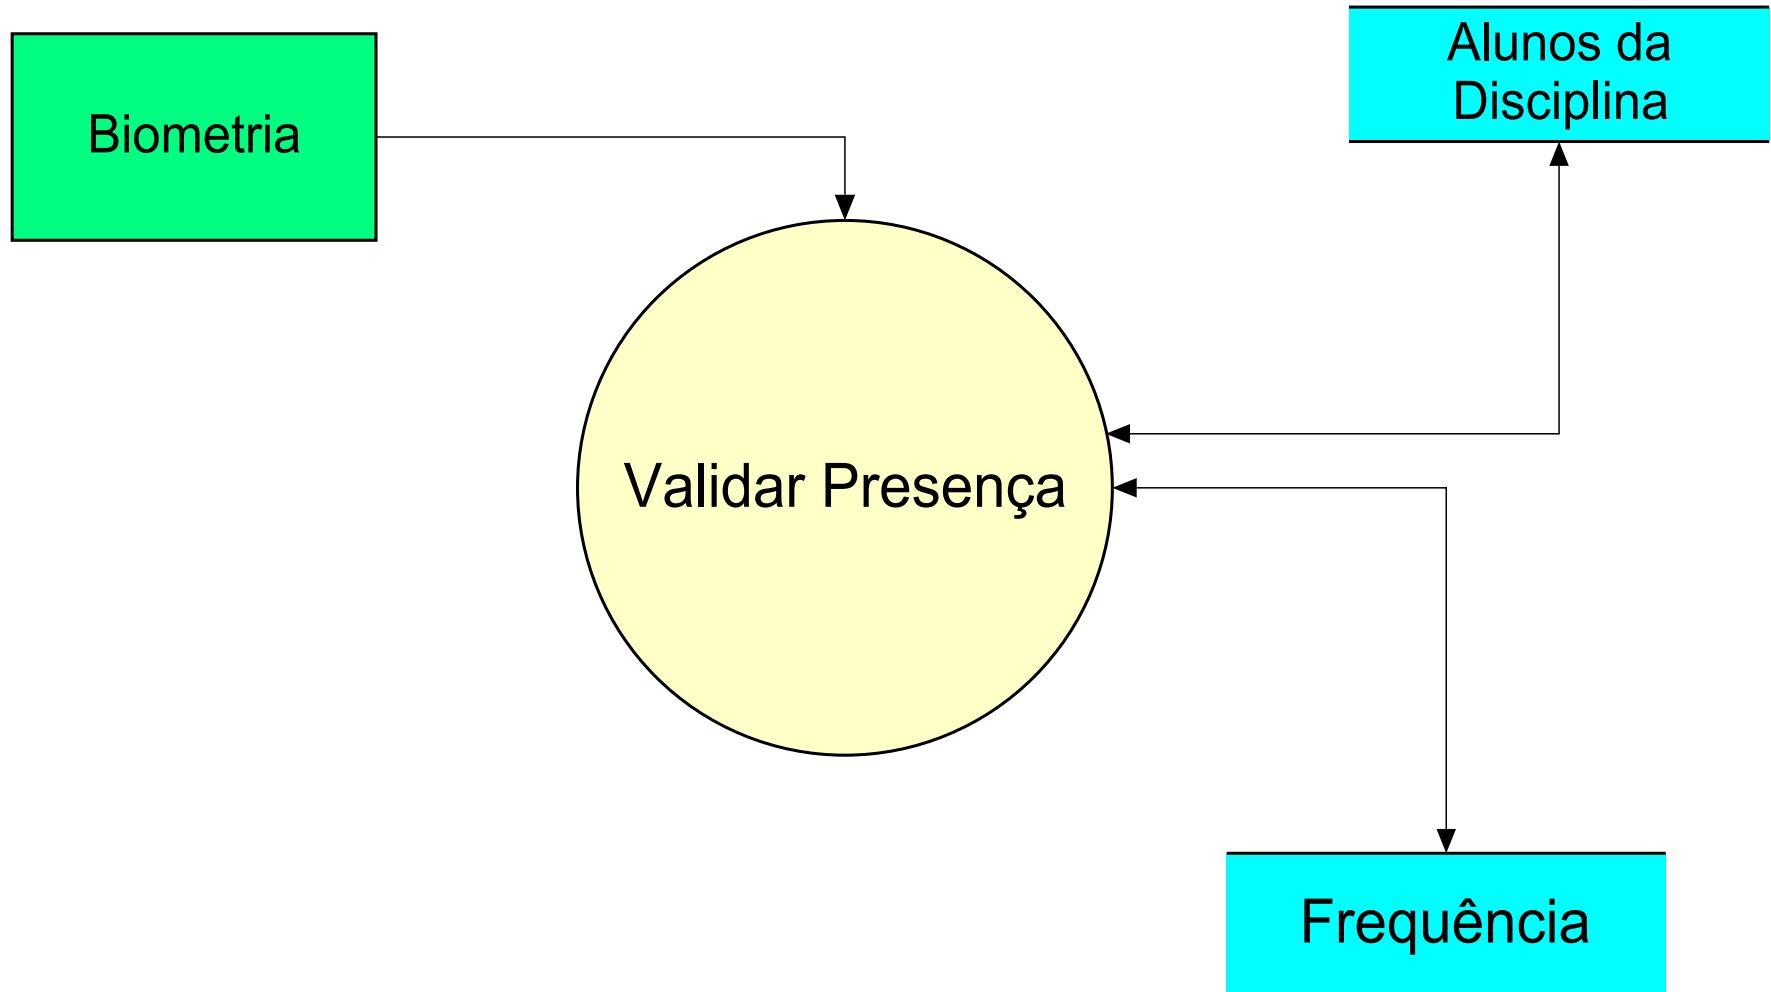 Biometria
Alunos da
Disciplina
Validar Presença
Frequência